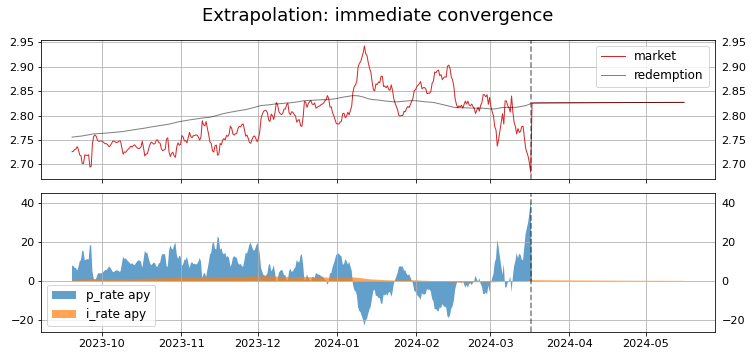 Extrapolation: immediate convergence
2.95 2.95
2.90 2.90
2.85 2.85
2.80 2.80
2.75 2.75
2.70 2.70
market
redemption
40 40
20 20
0 0
−20 −20
p_rate apy
i_rate apy
2023-10 2023-11 2023-12 2024-01 2024-02 2024-03 2024-04 2024-05